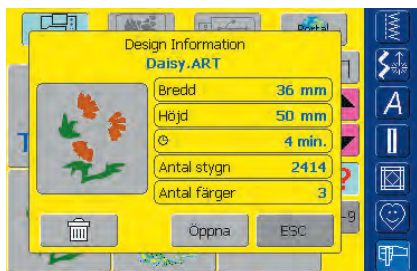 Portal
Design Information
Daisy.ART
Bredd 36 mm
Höjd 50 mm
4 min.
Antal stygn 2414
Antal färger 3
Öppna ESC
A
T
?
-9